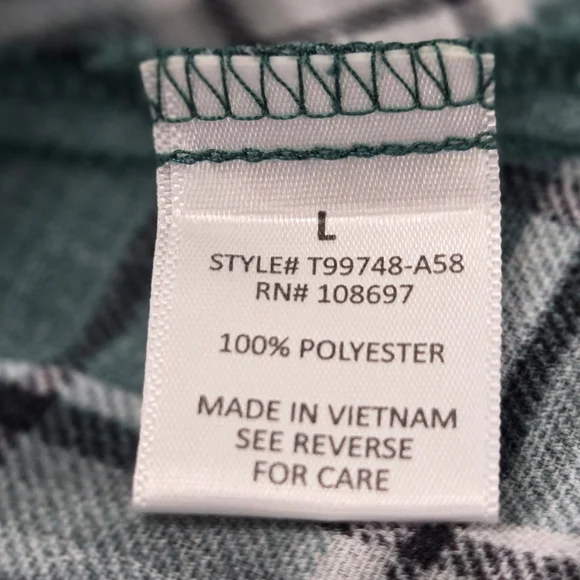 L
STYLE# T99748-A58
RN# 108697
100% POLYESTER
MADE IN VIETNAM
SEE REVERSE
FOR CARE